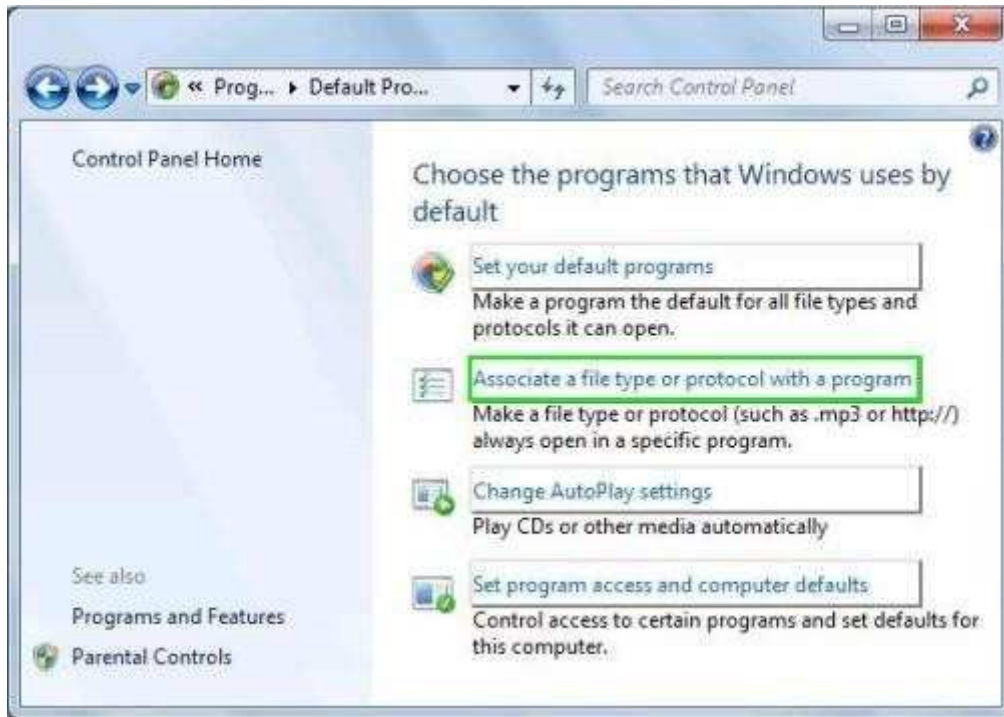 « Prog... ▸ Default Pro...
Search Control Panel
Control Panel Home
Choose the programs that Windows uses by
default
Set your default programs
Make a program the default for all file types and
protocols it can open.
Associate a file type or protocol with a program
Make a file type or protocol (such as .mp3 or http://)
always open in a specific program.
Change AutoPlay settings
Play CDs or other media automatically
Set program access and computer defaults
Control access to certain programs and set defaults for
this computer.
See also
Programs and Features
Parental Controls